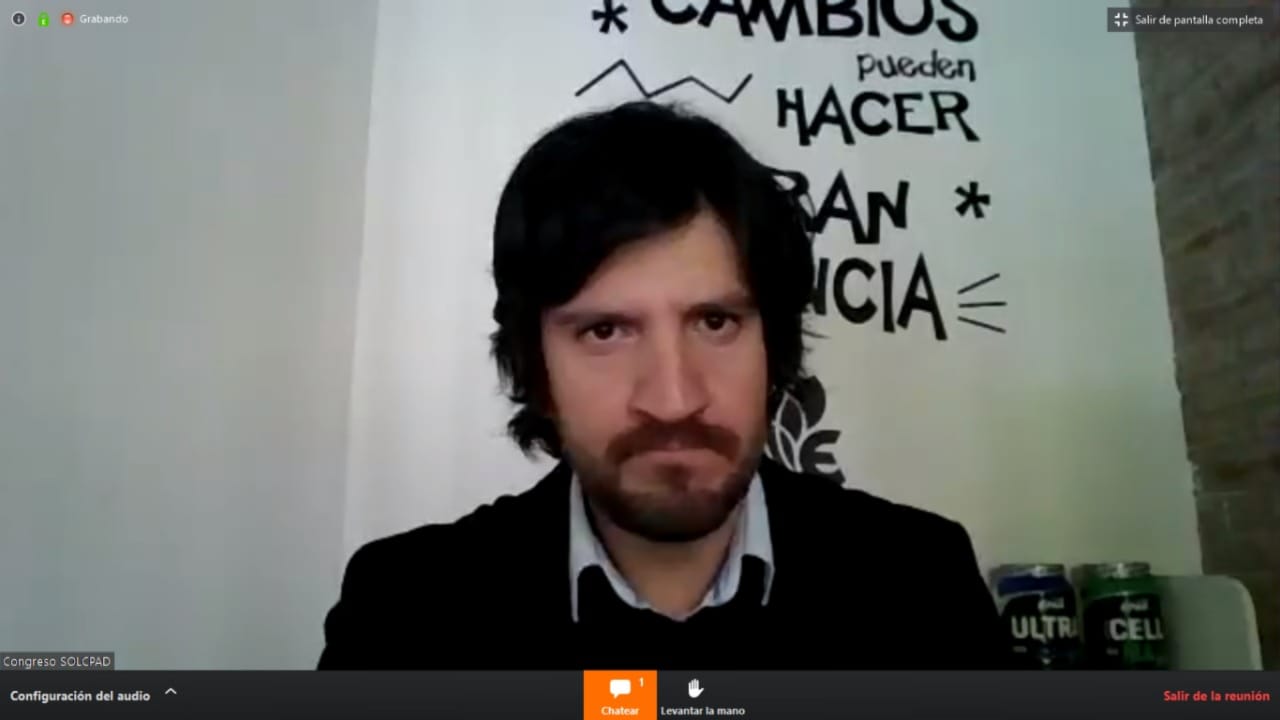 Grabando
Salir de pantalla completa
* CAMBIOS
pueden
HACER
RAN *
NCIA
E
ULTRA
CELL
Congreso SOLCPAD
Configuración del audio
1
Chatear
Levantar la mano
Salir de la reunión